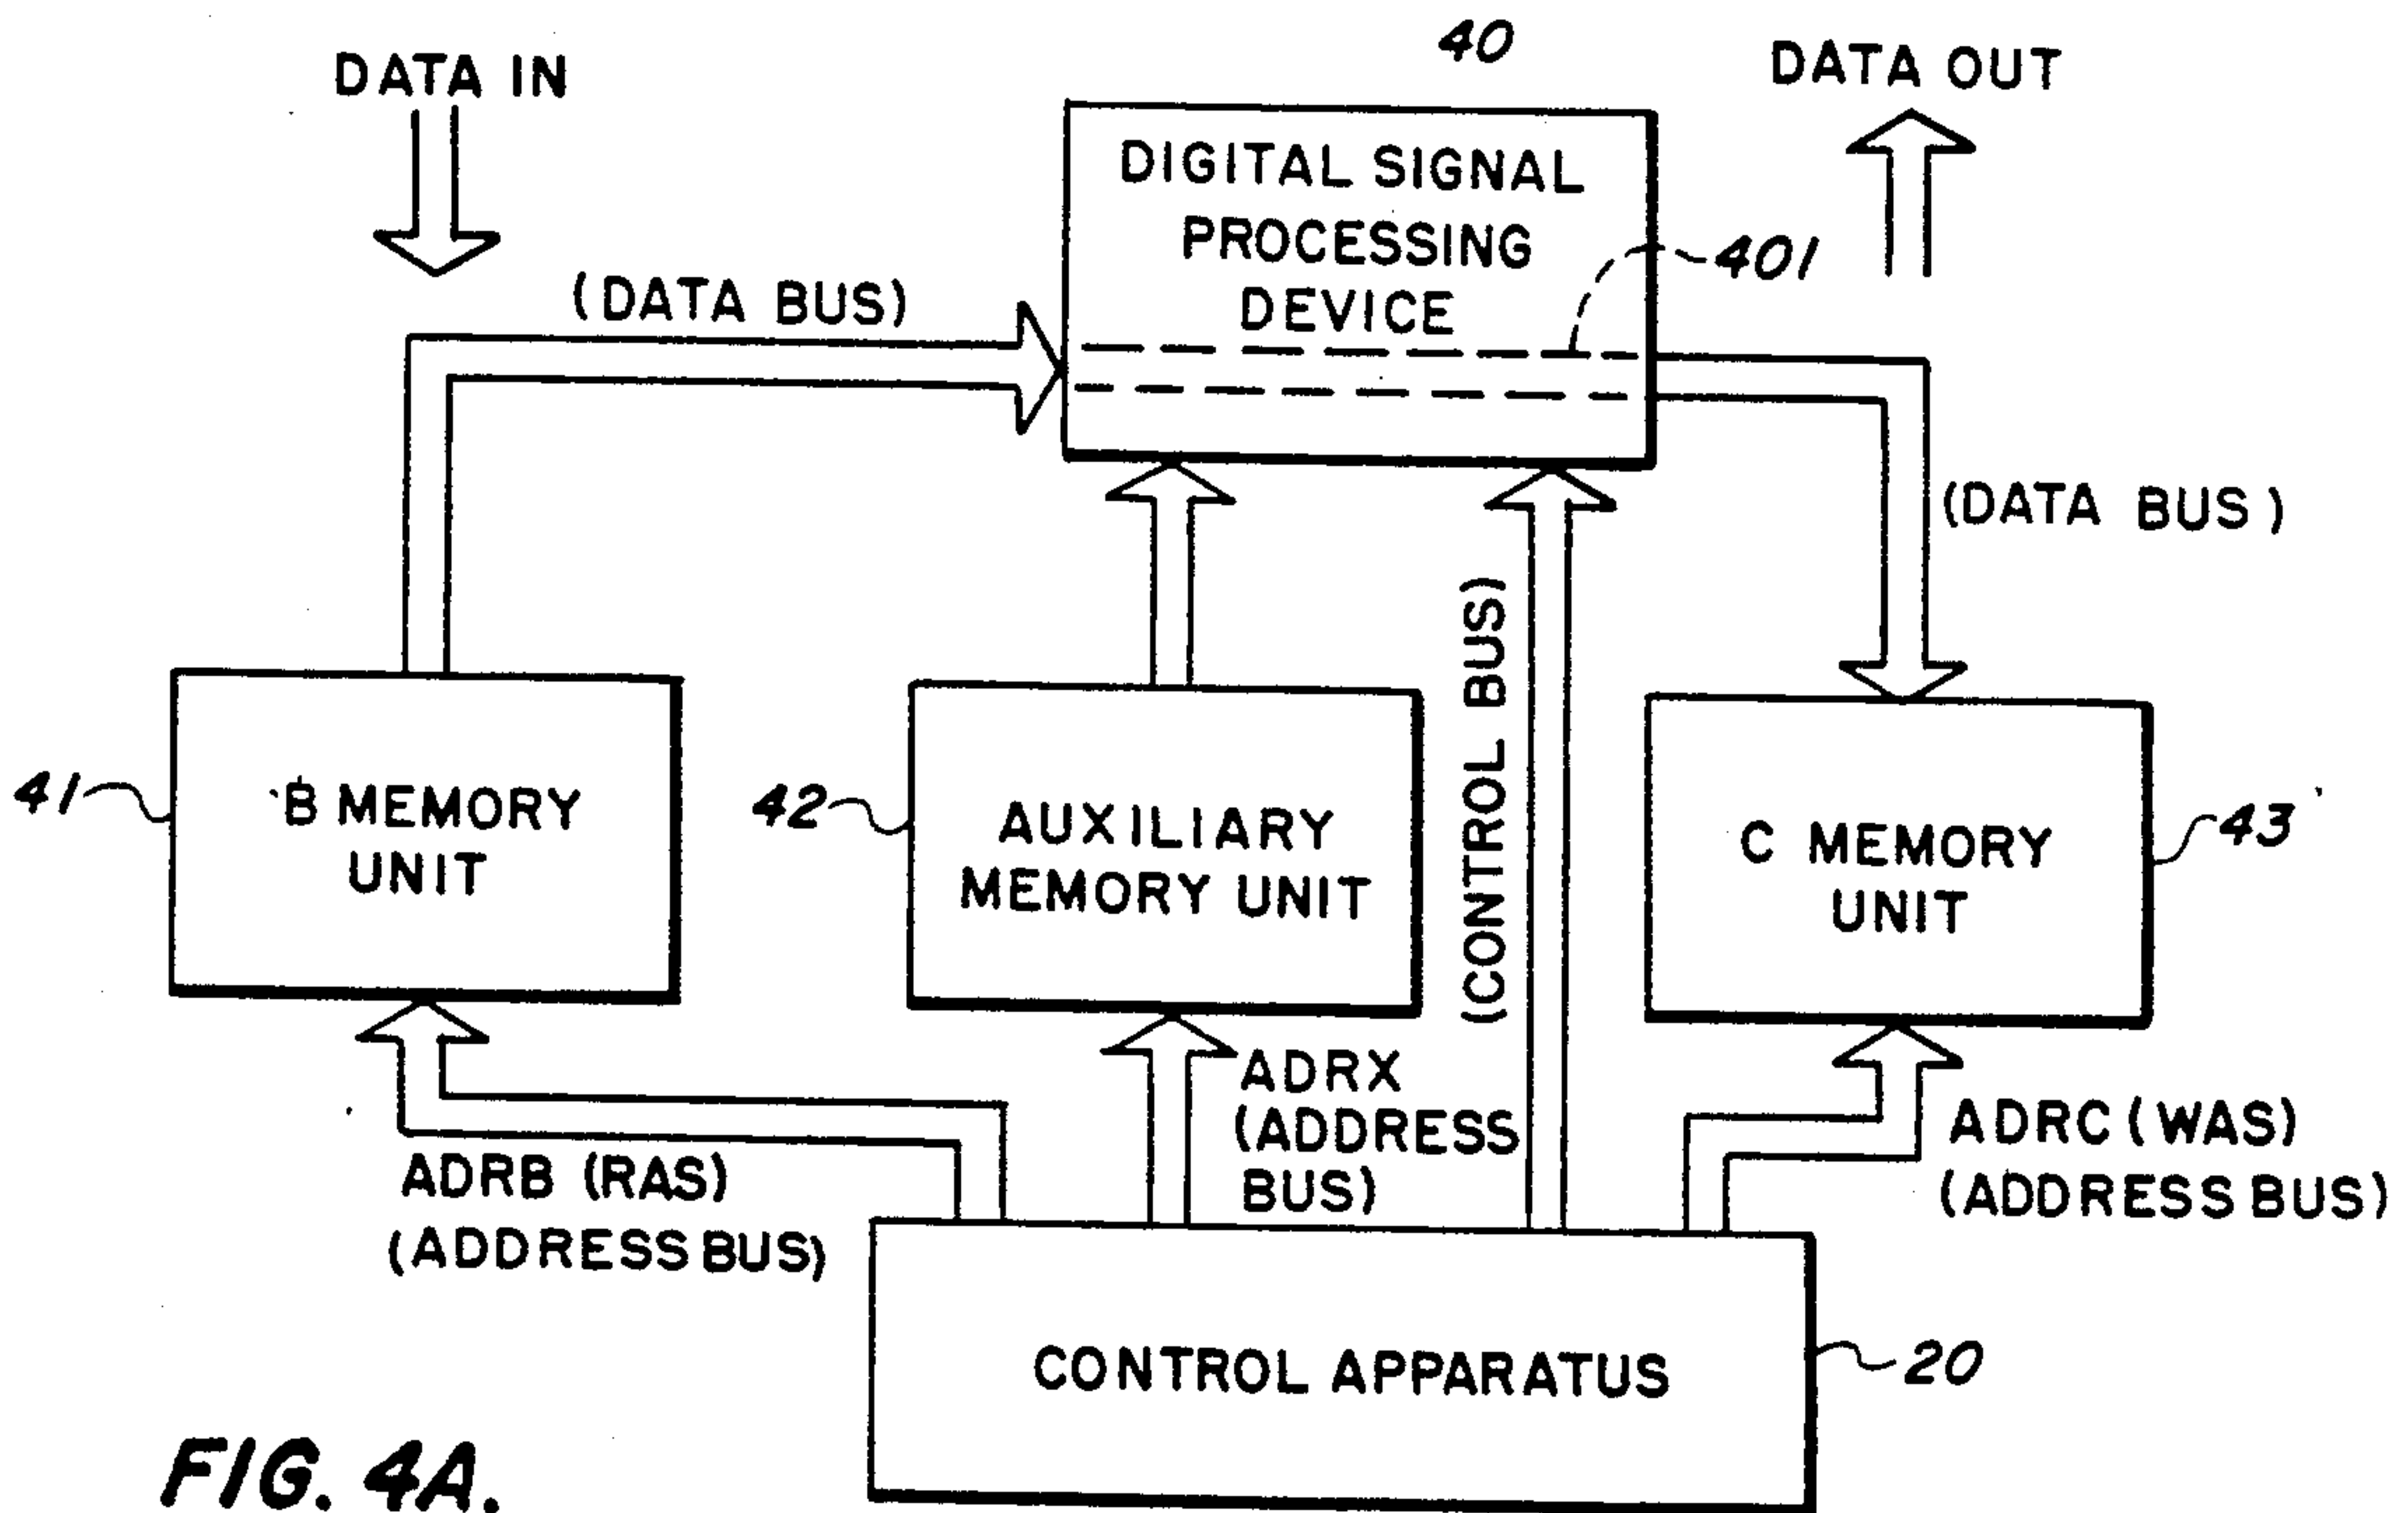 40
DATA IN
DATA OUT
DIGITAL SIGNAL
PROCESSING
DEVICE
401
(DATA BUS)
(DATA BUS)
(CONTROL BUS)
41
B MEMORY
UNIT
42
AUXILIARY
MEMORY UNIT
C MEMORY
UNIT
43
ADRB (RAS)
(ADDRESS BUS)
ADRX
(ADDRESS
BUS)
ADRC (WAS)
(ADDRESS BUS)
CONTROL APPARATUS
20
FIG. 4A.